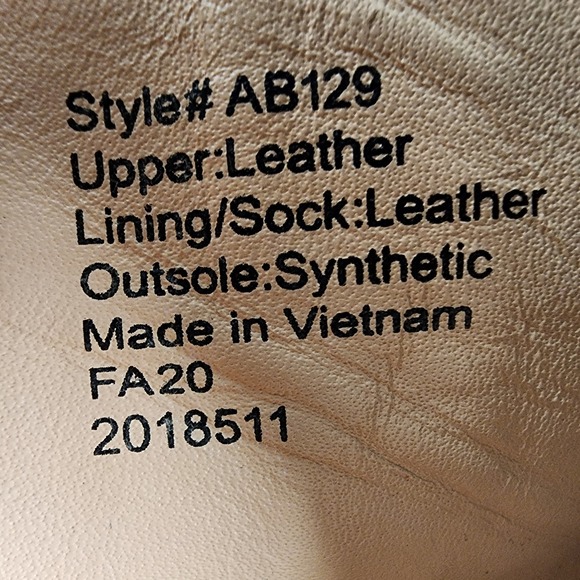 Style# AB129
Upper:Leather
Lining/Sock:Leather
Outsole:Synthetic
Made in Vietnam
FA20
2018511